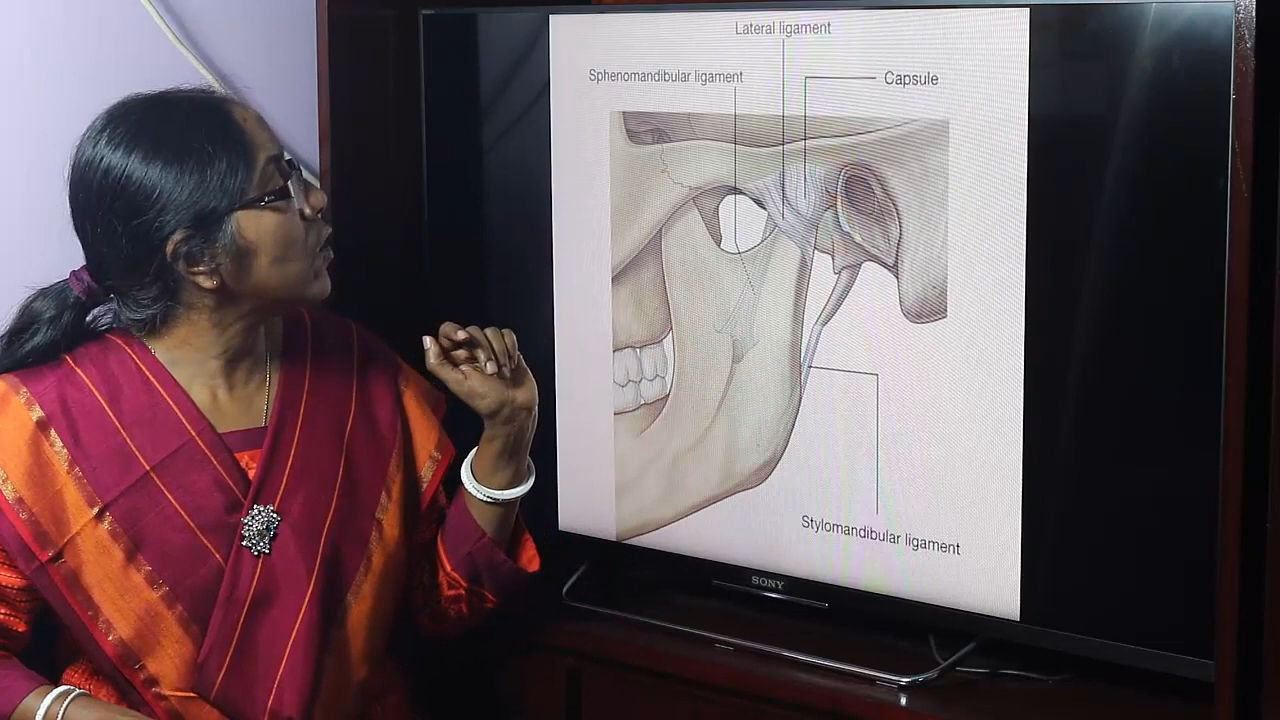 Lateral ligament
Sphenomandibular ligament
Capsule
Stylomandibular ligament
SONY